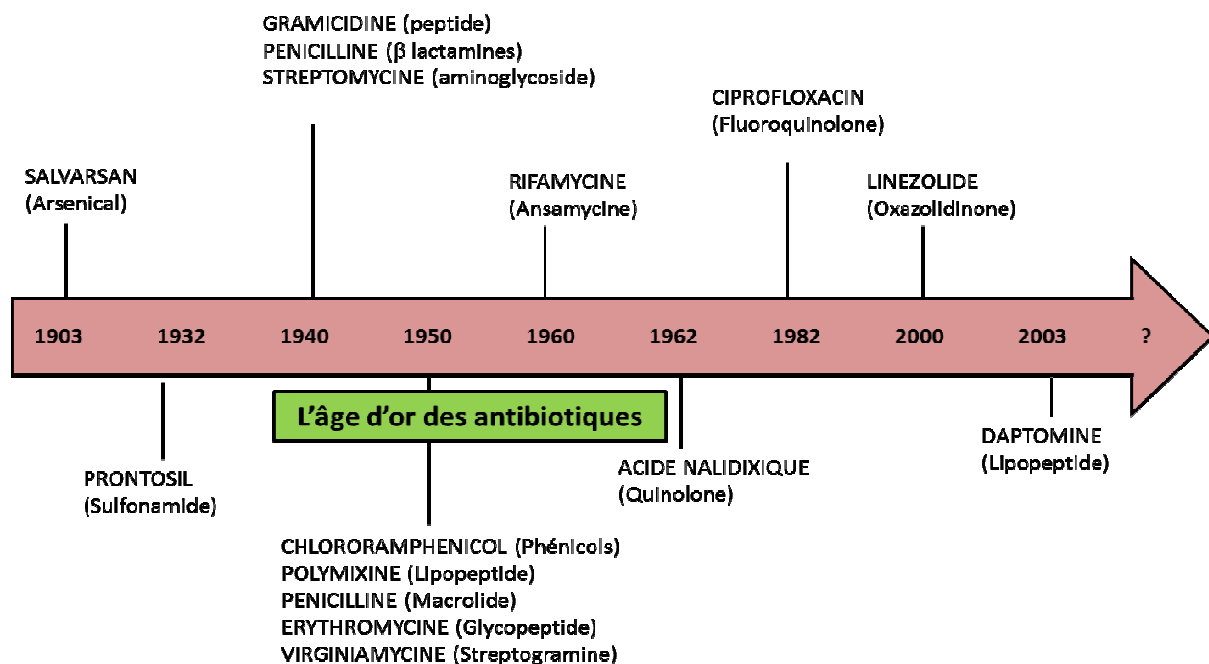 GRAMICIDINE (peptide)
PENICILLINE (β lactamines)
STREPTOMYCINE (aminoglycoside)
CIPROFLOXACIN
(Fluoroquinolone)
SALVARSAN
(Arsenical)
RIFAMYCINE
(Ansamycine)
LINEZOLIDE
(Oxazolidinone)
1903 1932 1940 1950 1960 1962 1982 2000 2003 ?
L'âge d'or des antibiotiques
PRONTOSIL
(Sulfonamide)
ACIDE NALIDIXIQUE
(Quinolone)
DAPTOMINE
(Lipopeptide)
CHLORORAMPHENICOL (Phénicols)
POLYMIXINE (Lipopeptide)
PENICILLINE (Macrolide)
ERYTHROMYCINE (Glycopeptide)
VIRGINIAMYCINE (Streptogramine)